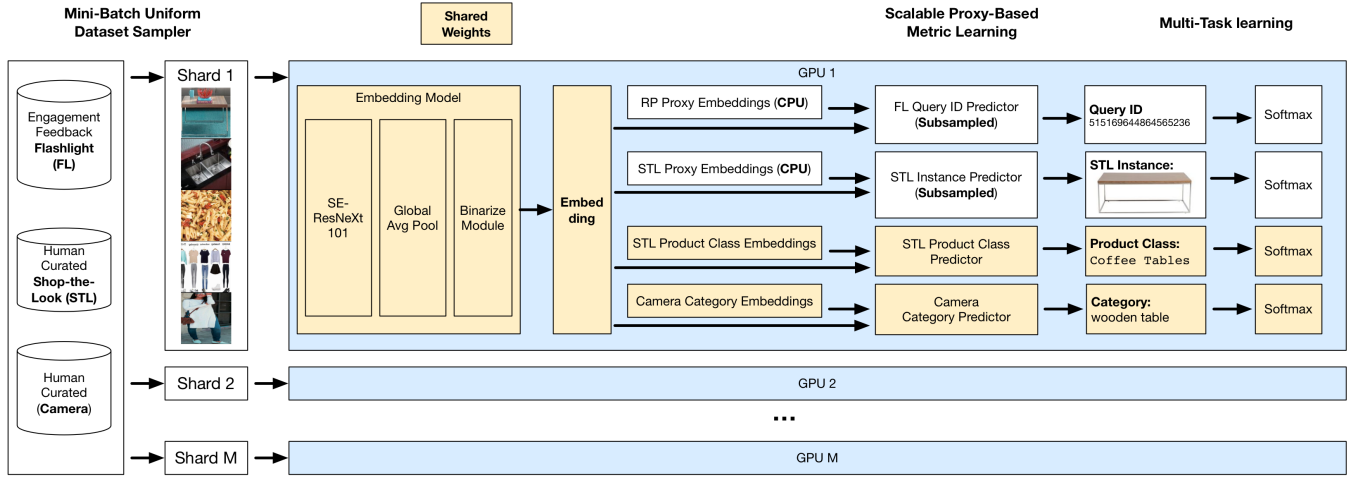 Mini-Batch Uniform
Dataset Sampler
Shared
Weights
Scalable Proxy-Based
Metric Learning
Multi-Task learning
Engagement
Feedback
Flashlight
(FL)
Human
Curated
Shop-the-
Look (STL)
Human
Curated
(Camera)
Shard 1
GPU 1
Embedding Model
SE-
ResNeXt
101
Global
Avg Pool
Binarize
Module
Embed
ding
RP Proxy Embeddings (CPU)
FL Query ID Predictor
(Subsampled)
Query ID
515169644864565236
Softmax
STL Proxy Embeddings (CPU)
STL Instance Predictor
(Subsampled)
STL Instance:
Softmax
STL Product Class Embeddings
STL Product Class
Predictor
Product Class:
Coffee Tables
Softmax
Camera Category Embeddings
Camera
Category Predictor
Category:
wooden table
Softmax
Shard 2
GPU 2
...
Shard M
GPU M